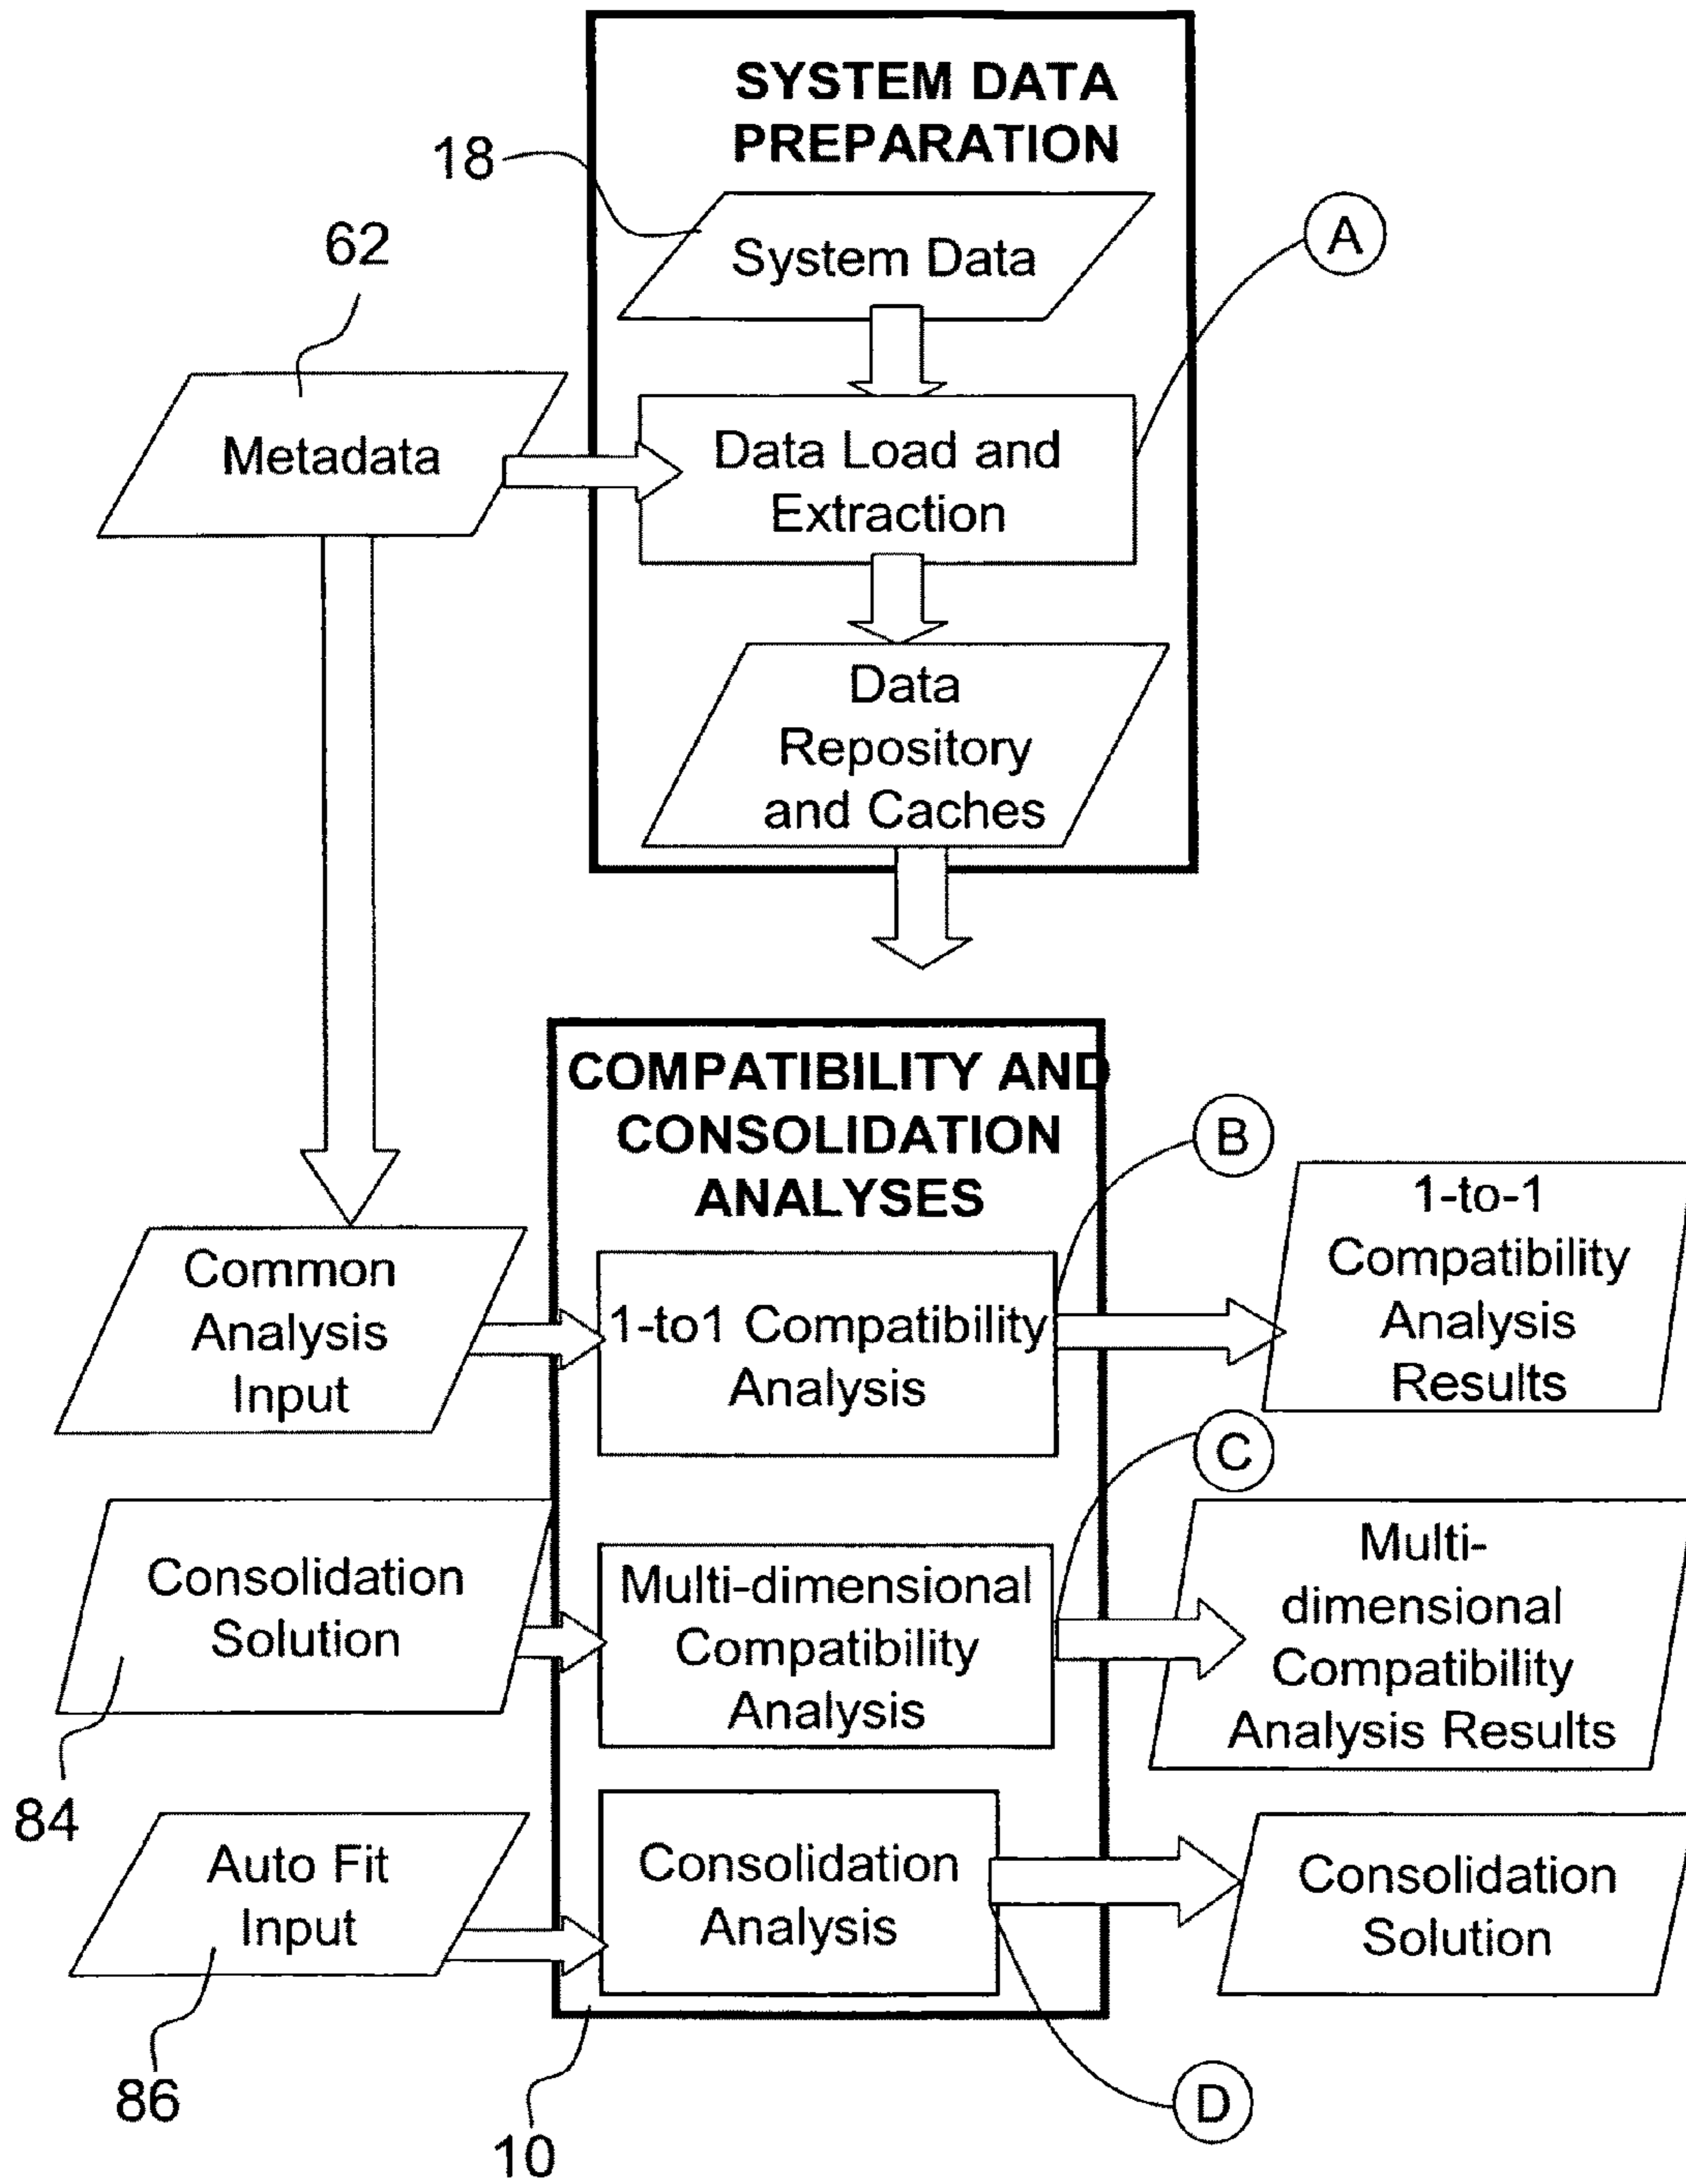 SYSTEM DATA
PREPARATION
18
System Data
A
62
Metadata
Data Load and
Extraction
Data
Repository
and Caches
COMPATIBILITY AND
CONSOLIDATION
ANALYSES
B
Common
Analysis
Input
1-to1 Compatibility
Analysis
1-to-1
Compatibility
Analysis
Results
C
Consolidation
Solution
84
Multi-dimensional
Compatibility
Analysis
Multi-
dimensional
Compatibility
Analysis Results
Auto Fit
Input
86
Consolidation
Analysis
Consolidation
Solution
10
D